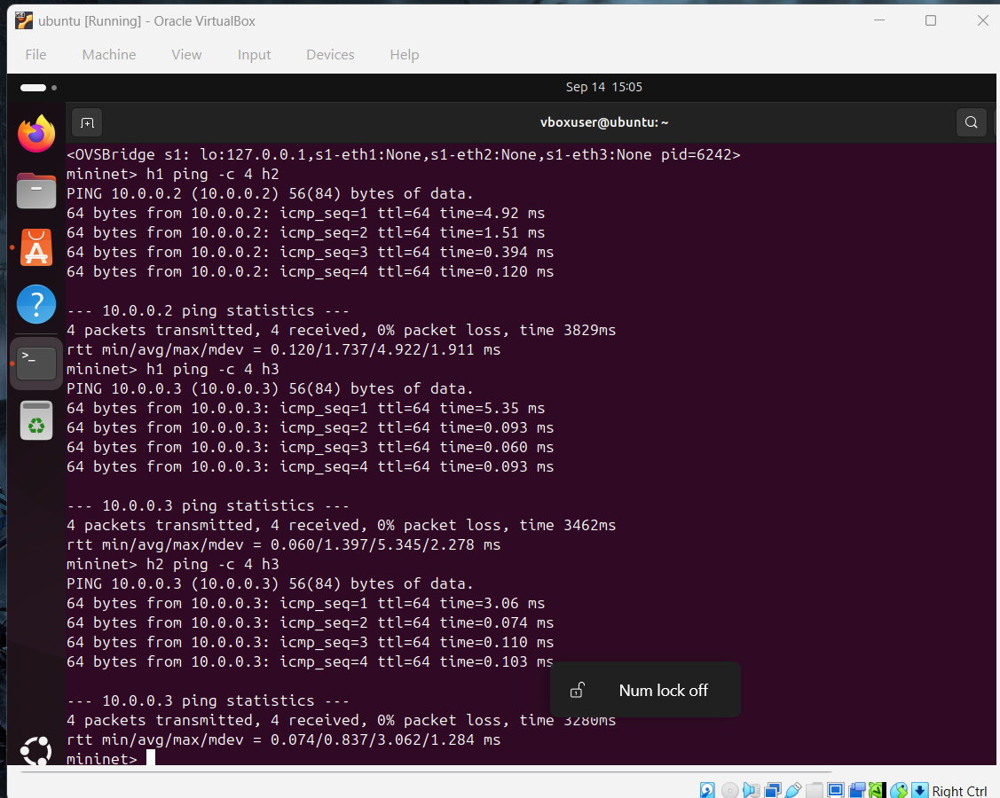 ubuntu [Running] - Oracle VirtualBox
File Machine View Input Devices Help
Sep 14 15:05
vboxuser@ubuntu: ~
<OVSBridge s1: lo:127.0.0.1,s1-eth1:None,s1-eth2:None,s1-eth3:None pid=6242>
mininet> h1 ping -c 4 h2
PING 10.0.0.2 (10.0.0.2) 56(84) bytes of data.
64 bytes from 10.0.0.2: icmp_seq=1 ttl=64 time=4.92 ms
64 bytes from 10.0.0.2: icmp_seq=2 ttl=64 time=1.51 ms
64 bytes from 10.0.0.2: icmp_seq=3 ttl=64 time=0.394 ms
64 bytes from 10.0.0.2: icmp_seq=4 ttl=64 time=0.120 ms
--- 10.0.0.2 ping statistics ---
4 packets transmitted, 4 received, 0% packet loss, time 3829ms
rtt min/avg/max/mdev = 0.120/1.737/4.922/1.911 ms
mininet> h1 ping -c 4 h3
PING 10.0.0.3 (10.0.0.3) 56(84) bytes of data.
64 bytes from 10.0.0.3: icmp_seq=1 ttl=64 time=5.35 ms
64 bytes from 10.0.0.3: icmp_seq=2 ttl=64 time=0.093 ms
64 bytes from 10.0.0.3: icmp_seq=3 ttl=64 time=0.060 ms
64 bytes from 10.0.0.3: icmp_seq=4 ttl=64 time=0.093 ms
--- 10.0.0.3 ping statistics ---
4 packets transmitted, 4 received, 0% packet loss, time 3462ms
rtt min/avg/max/mdev = 0.060/1.397/5.345/2.278 ms
mininet> h2 ping -c 4 h3
PING 10.0.0.3 (10.0.0.3) 56(84) bytes of data.
64 bytes from 10.0.0.3: icmp_seq=1 ttl=64 time=3.06 ms
64 bytes from 10.0.0.3: icmp_seq=2 ttl=64 time=0.074 ms
64 bytes from 10.0.0.3: icmp_seq=3 ttl=64 time=0.110 ms
64 bytes from 10.0.0.3: icmp_seq=4 ttl=64 time=0.103 ms
Num lock off
--- 10.0.0.3 ping statistics ---
4 packets transmitted, 4 received, 0% packet loss, time 3280ms
rtt min/avg/max/mdev = 0.074/0.837/3.062/1.284 ms
mininet>
Right Ctrl